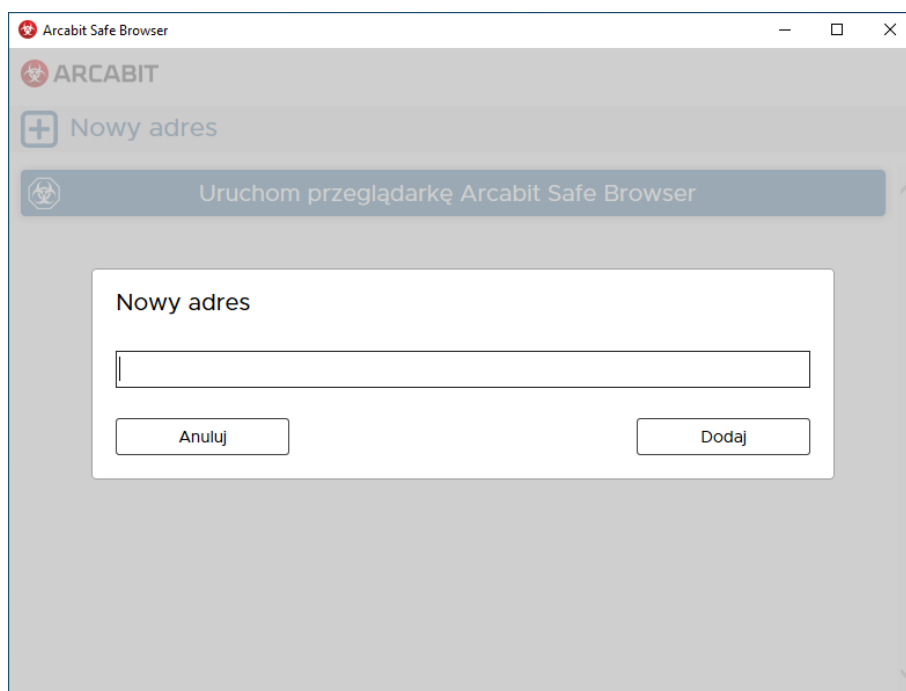 Arcabit Safe Browser
ARCABIT
Nowy adres
Uruchom przeglądarkę Arcabit Safe Browser
Nowy adres
Anuluj
Dodaj